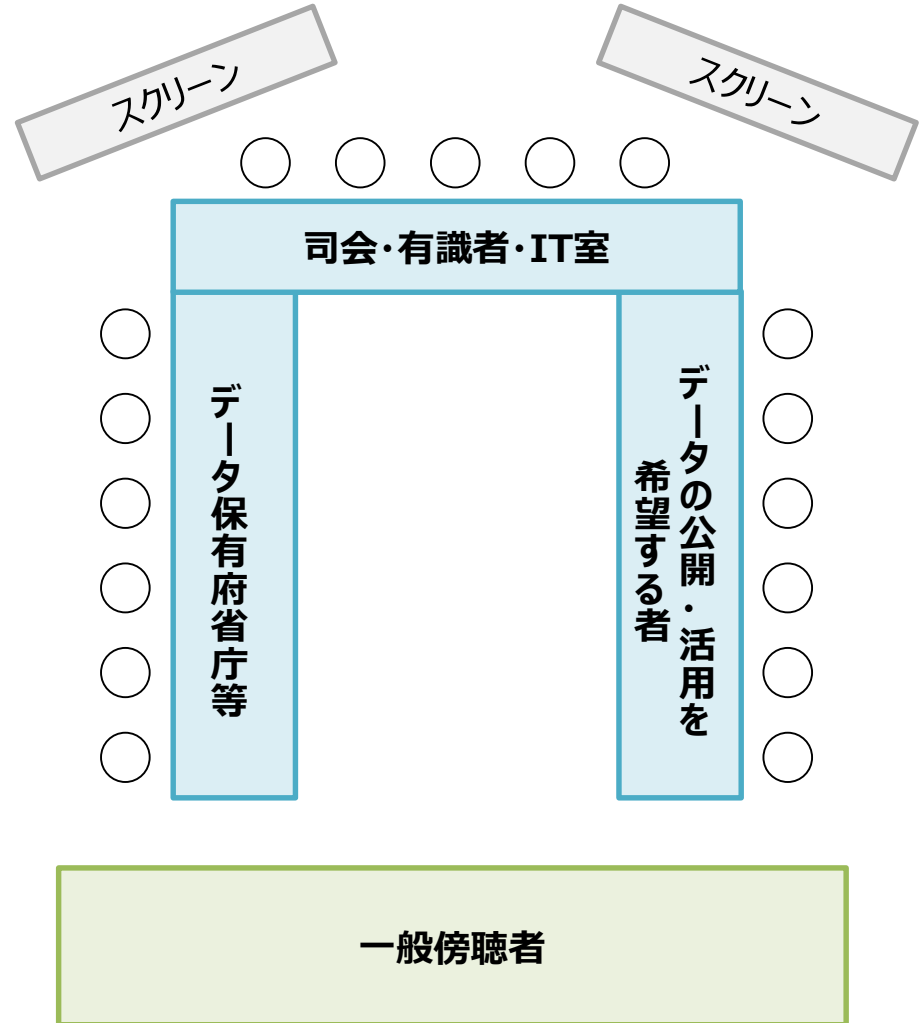 スクリーン
スクリーン
司会・有識者・IT室
データ保有府省庁等
データの公開・活用を
希望する者
一般傍聴者